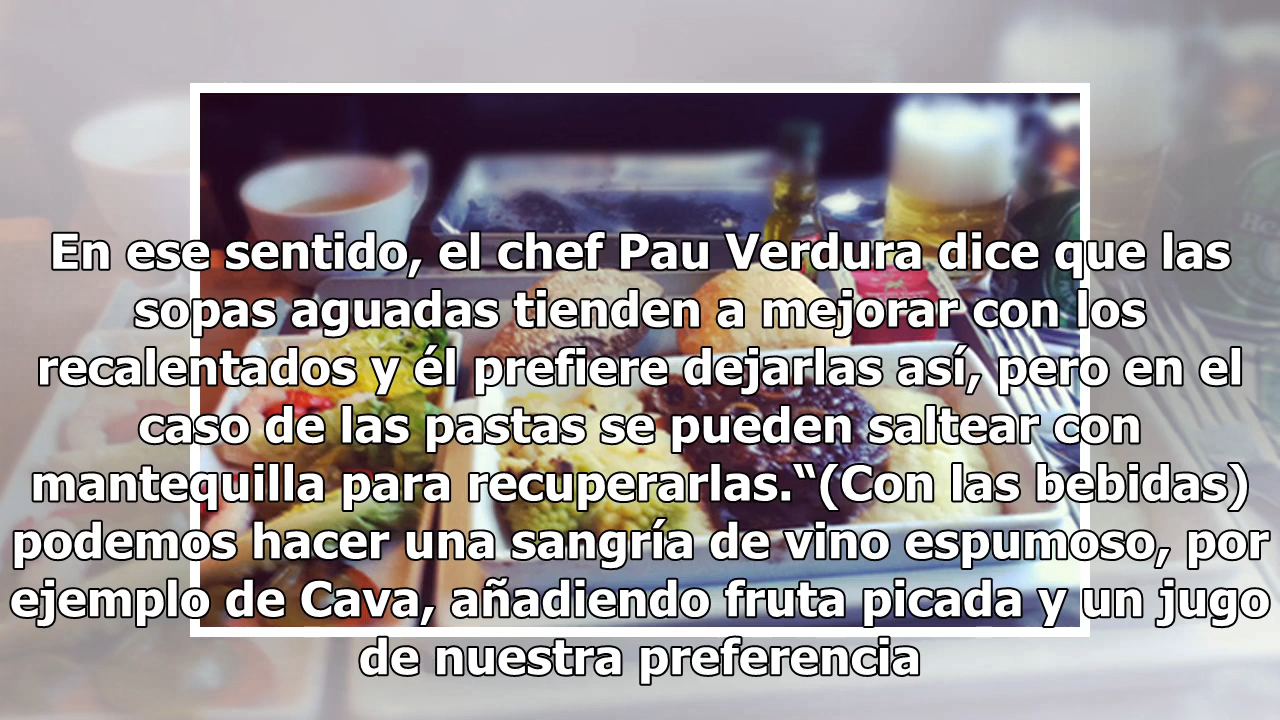 En ese sentido, el chef Pau Verdura dice que las
sopas aguadas tienden a mejorar con los
recalentados y él prefiere dejarlas así, pero en el
caso de las pastas se pueden saltear con
mantequilla para recuperarlas.“(Con las bebidas)
podemos hacer una sangría de vino espumoso, por
ejemplo de Cava, añadiendo fruta picada y un jugo
de nuestra preferencia